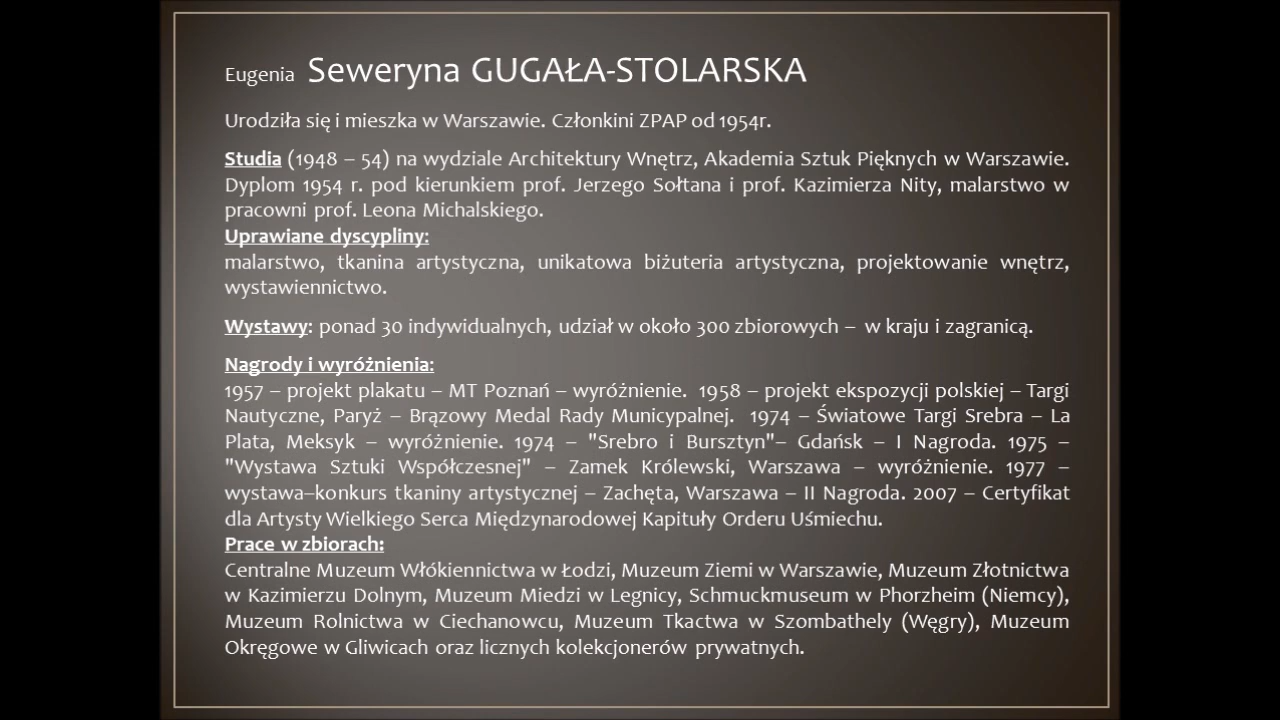 Eugenia Seweryna GUGAŁA-STOLARSKA
Urodziła się i mieszka w Warszawie. Członkini ZPAP od 1954r.
Studia (1948 – 54) na wydziale Architektury Wnętrz, Akademia Sztuk Pięknych w Warszawie.
Dyplom 1954 r. pod kierunkiem prof. Jerzego Sołtana i prof. Kazimierza Nity, malarstwo w
pracowni prof. Leona Michalskiego.
Uprawiane dyscypliny:
malarstwo, tkanina artystyczna, unikatowa biżuteria artystyczna, projektowanie wnętrz,
wystawiennictwo.
Wystawy: ponad 30 indywidualnych, udział w około 300 zbiorowych – w kraju i zagranicą.
Nagrody i wyróżnienia:
1957 – projekt plakatu – MT Poznań – wyróżnienie. 1958 – projekt ekspozycji polskiej – Targi
Nautyczne, Paryż – Brązowy Medal Rady Municypalnej. 1974 – Światowe Targi Srebra – La
Plata, Meksyk – wyróżnienie. 1974 – "Srebro i Bursztyn"– Gdańsk – I Nagroda. 1975 –
"Wystawa Sztuki Współczesnej" – Zamek Królewski, Warszawa – wyróżnienie. 1977 –
wystawa–konkurs tkaniny artystycznej – Zachęta, Warszawa – II Nagroda. 2007 – Certyfikat
dla Artysty Wielkiego Serca Międzynarodowej Kapituły Orderu Uśmiechu.
Prace w zbiorach:
Centralne Muzeum Włókiennictwa w Łodzi, Muzeum Ziemi w Warszawie, Muzeum Złotnictwa
w Kazimierzu Dolnym, Muzeum Miedzi w Legnicy, Schmuckmuseum w Phorzheim (Niemcy),
Muzeum Rolnictwa w Ciechanowcu, Muzeum Tkactwa w Szombathely (Węgry), Muzeum
Okręgowe w Gliwicach oraz licznych kolekcjonerów prywatnych.